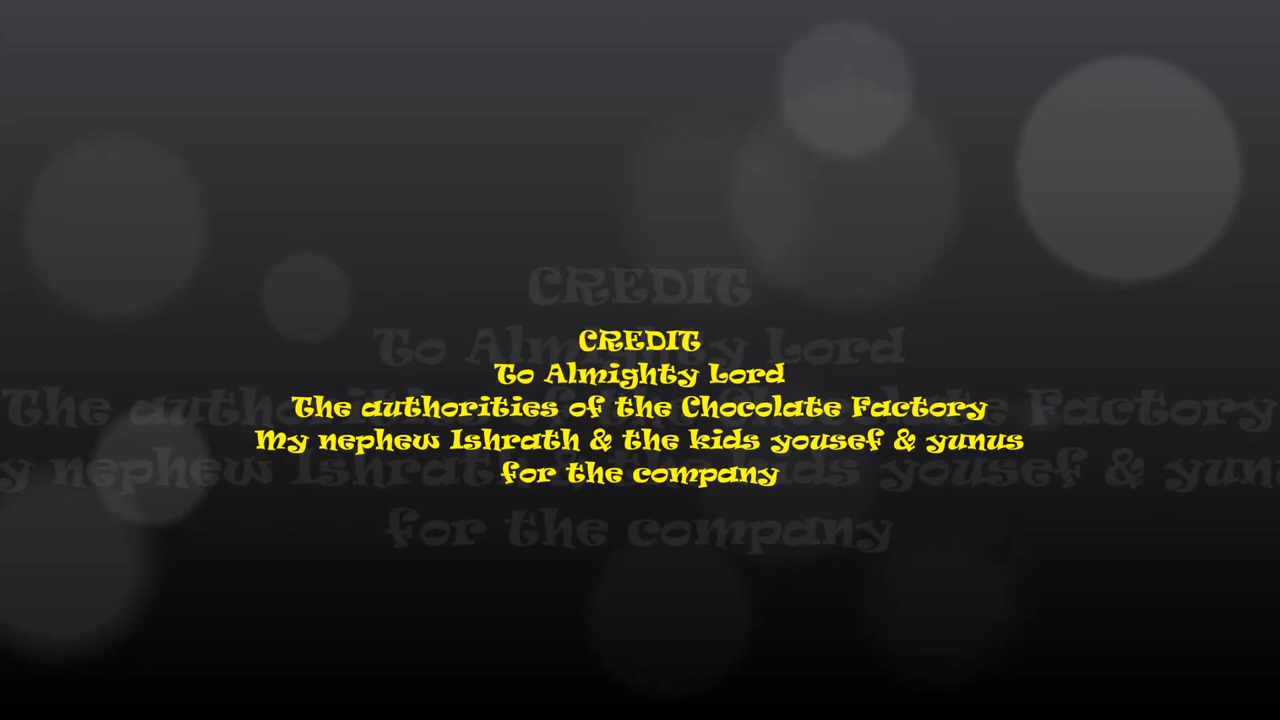 CREDIT
To Almighty Lord
The authorities of the Chocolate Factory
My nephew Ishrath & the kids yousef & yunus
for the company